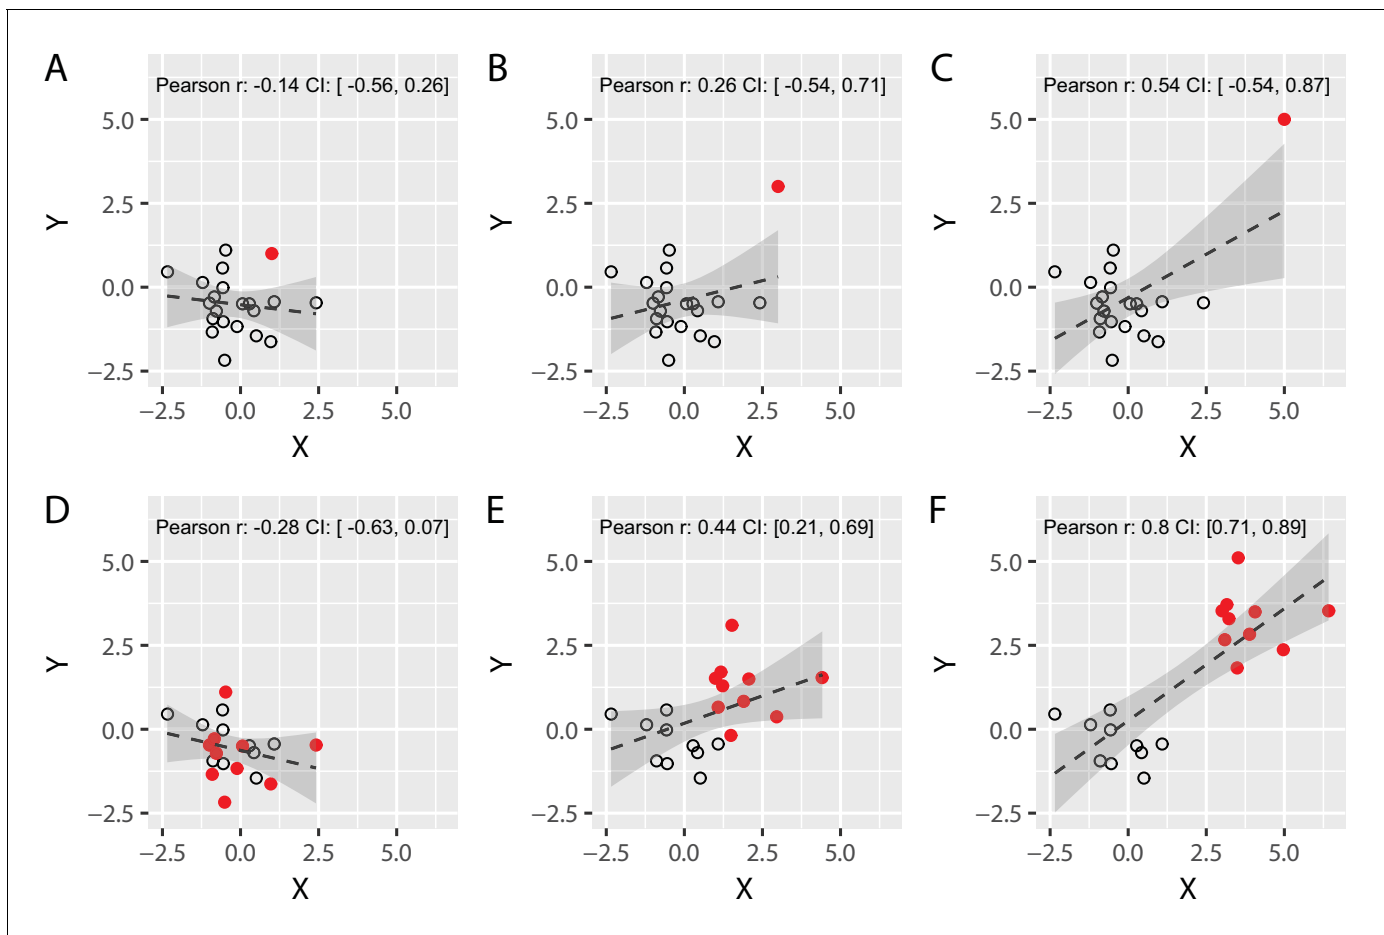 A
Pearson r: -0.14 CI: [ -0.56, 0.26]
5.0
2.5
0.0
−2.5
Y
−2.5 0.0 2.5 5.0
X
B
Pearson r: 0.26 CI: [ -0.54, 0.71]
5.0
2.5
0.0
−2.5
Y
−2.5 0.0 2.5 5.0
X
C
Pearson r: 0.54 CI: [ -0.54, 0.87]
5.0
2.5
0.0
−2.5
Y
−2.5 0.0 2.5 5.0
X
D
Pearson r: -0.28 CI: [ -0.63, 0.07]
5.0
2.5
0.0
−2.5
Y
−2.5 0.0 2.5 5.0
X
E
Pearson r: 0.44 CI: [0.21, 0.69]
5.0
2.5
0.0
−2.5
Y
−2.5 0.0 2.5 5.0
X
F
Pearson r: 0.8 CI: [0.71, 0.89]
5.0
2.5
0.0
−2.5
Y
−2.5 0.0 2.5 5.0
X